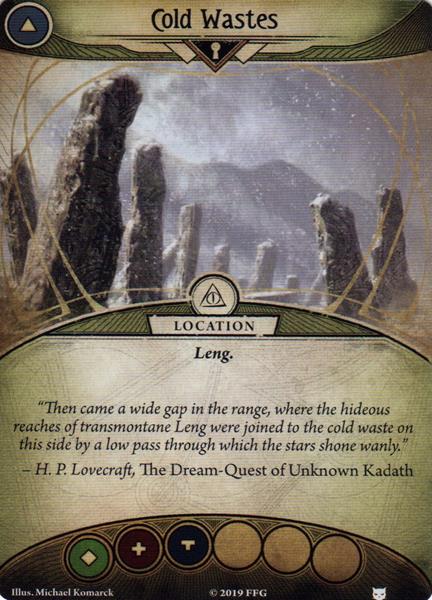 Cold Wastes
LOCATION
Leng.
“Then came a wide gap in the range, where the hideous
reaches of transmontane Leng were joined to the cold waste on
this side by a low pass through which the stars shone wanly.”
– H. P. Lovecraft, The Dream-Quest of Unknown Kadath
Illus. Michael Komarck
© 2019 FFG